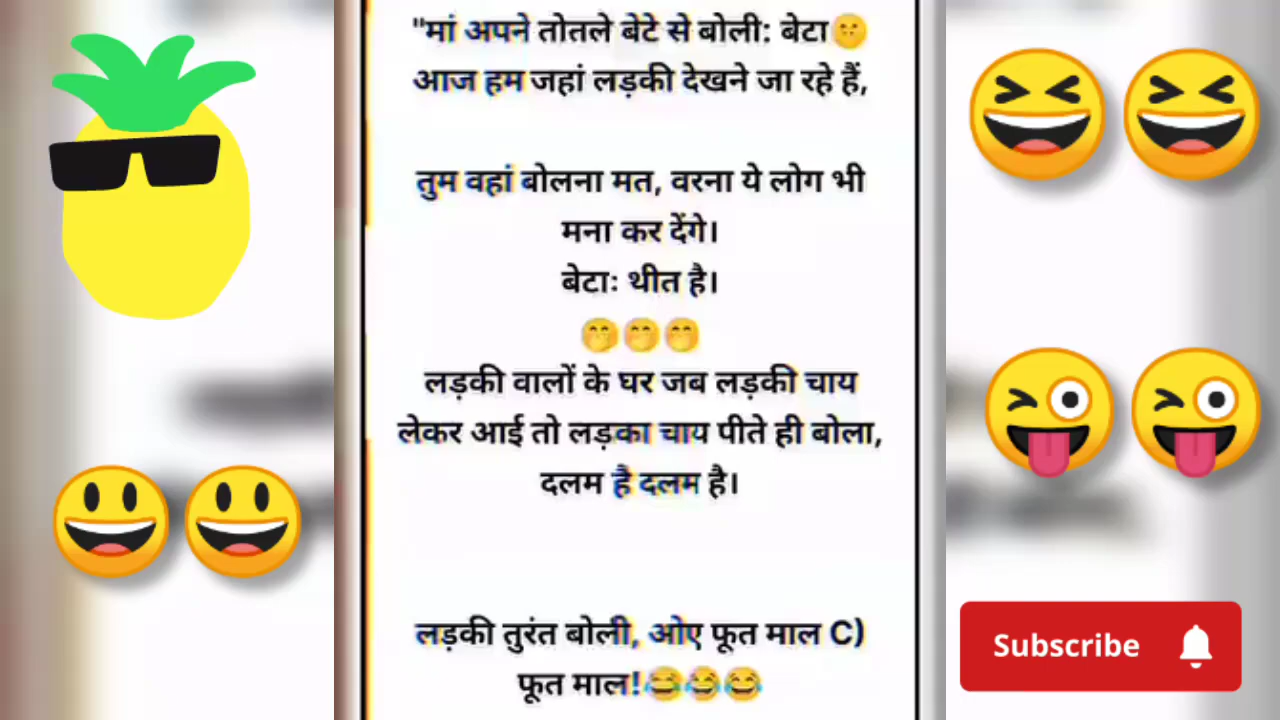 "मां अपने तोतले बेटे से बोली: बेटा🤫
आज हम जहां लड़की देखने जा रहे हैं,
तुम वहां बोलना मत, वरना ये लोग भी
मना कर देंगे।
बेटाः थीत है।
🤭🤭🤭
लड़की वालों के घर जब लड़की चाय
लेकर आई तो लड़का चाय पीते ही बोला,
दलम है दलम है।
लड़की तुरंत बोली, ओए फूत माल C)
फूत माल!😂😂😂
Subscribe